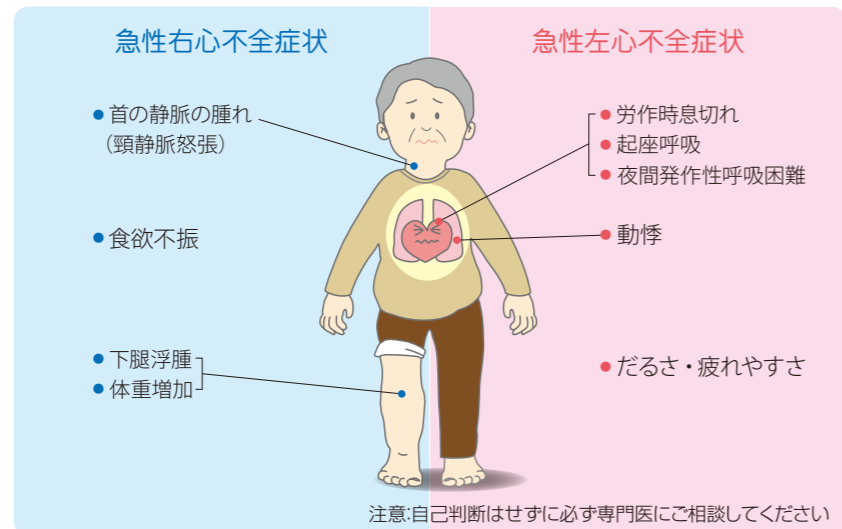 急性右心不全症状
● 首の静脈の腫れ
（頸静脈怒張）
● 食欲不振
● 下腿浮腫
● 体重増加
急性左心不全症状
● 労作時息切れ
● 起座呼吸
● 夜間発作性呼吸困難
● 動悸
● だるさ・疲れやすさ
注意:自己判断はせずに必ず専門医にご相談してください